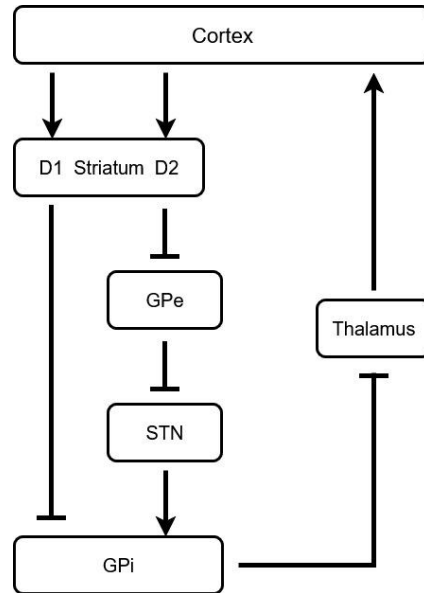 Cortex
D1 Striatum D2
GPe
Thalamus
STN
GPi